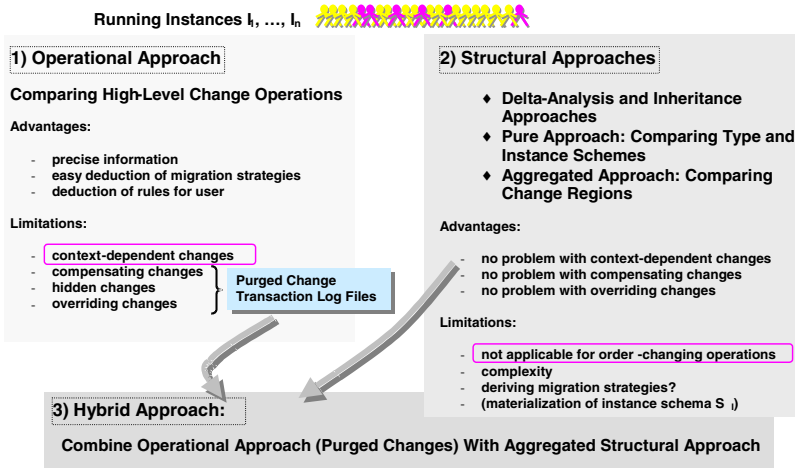 Running Instances I1, …, In
1) Operational Approach
Comparing High-Level Change Operations
Advantages:
- precise information
- easy deduction of migration strategies
- deduction of rules for user
Limitations:
- context-dependent changes
- compensating changes
- hidden changes
- overriding changes
Purged Change
Transaction Log Files
2) Structural Approaches
♦ Delta-Analysis and Inheritance
Approaches
♦ Pure Approach: Comparing Type and
Instance Schemes
♦ Aggregated Approach: Comparing
Change Regions
Advantages:
- no problem with context-dependent changes
- no problem with compensating changes
- no problem with overriding changes
Limitations:
- not applicable for order -changing operations
- complexity
- deriving migration strategies?
- (materialization of instance schema S I)
3) Hybrid Approach:
Combine Operational Approach (Purged Changes) With Aggregated Structural Approach